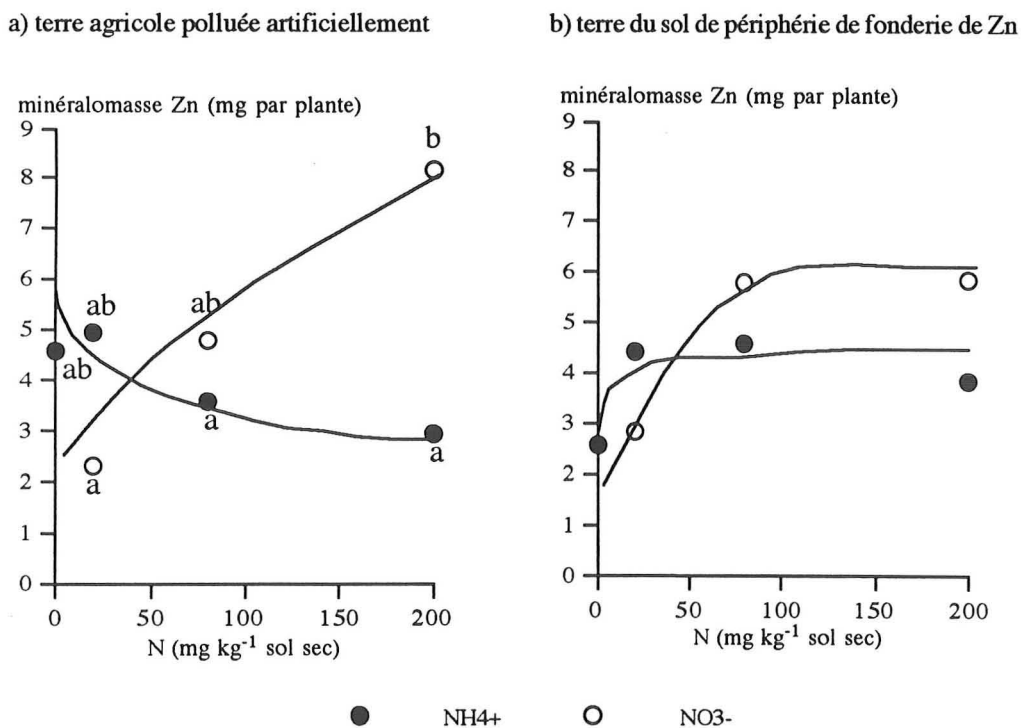 a) terre agricole polluée artificiellement
b) terre du sol de périphérie de fonderie de Zn
minéralomasse Zn (mg par plante)
9
8
7
6
5
4
3
2
1
0
b
ab
ab
ab
a
a
a
0
50
100
150
200
N (mg kg-1 sol sec)
minéralomasse Zn (mg par plante)
9
8
7
6
5
4
3
2
1
0
0
50
100
150
200
N (mg kg-1 sol sec)
NH4+
NO3-